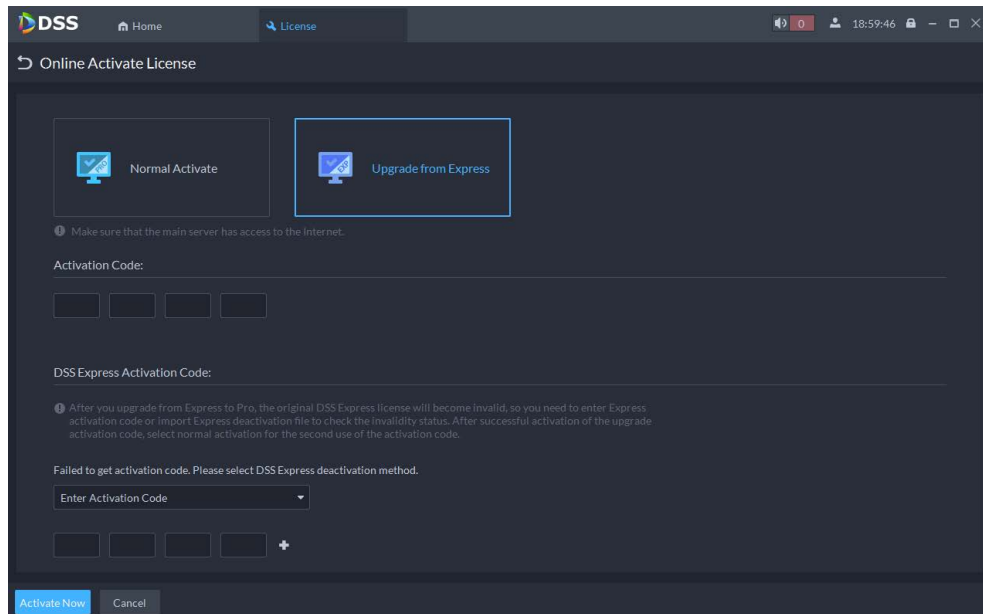 DSS Home License 0 18:59:46
Online Activate License
Normal Activate Upgrade from Express
Make sure that the main server has access to the Internet.
Activation Code:
DSS Express Activation Code:
After you upgrade from Express to Pro, the original DSS Express license will become invalid, so you need to enter Express
activation code or import Express deactivation file to check the invalidity status. After successful activation of the upgrade
activation code, select normal activation for the second use of the activation code.
Failed to get activation code. Please select DSS Express deactivation method.
Enter Activation Code
Activate Now Cancel